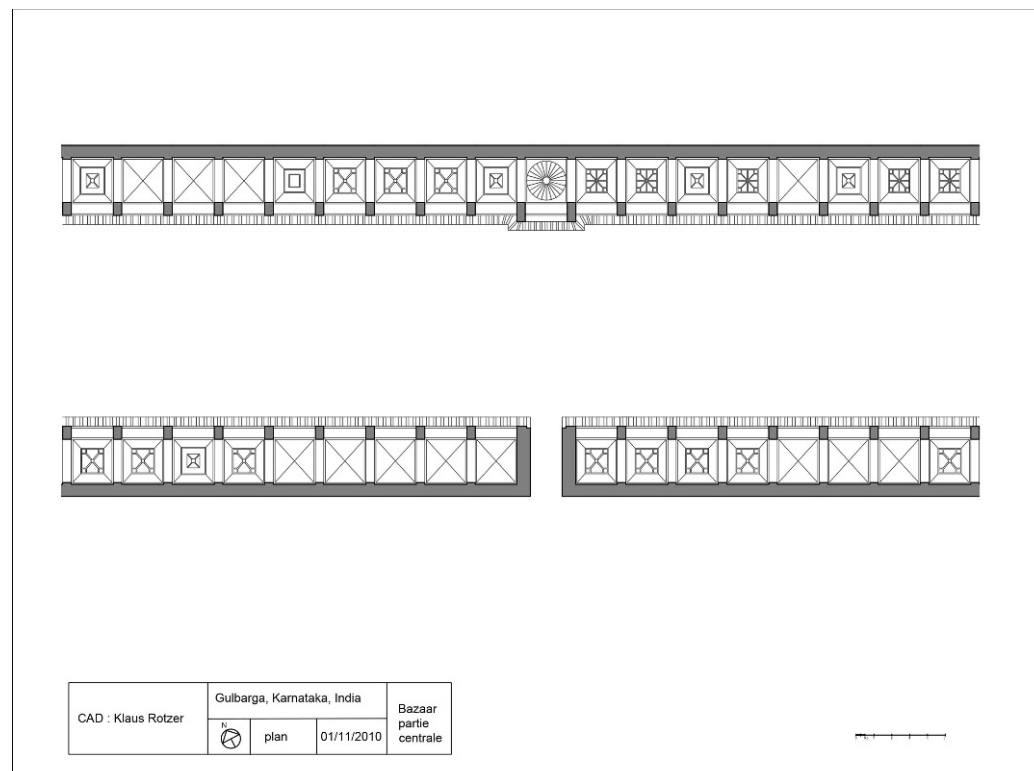 CAD : Klaus Rotzer
Gulbarga, Karnataka, India
N
plan
01/11/2010
Bazaar
partie
centrale